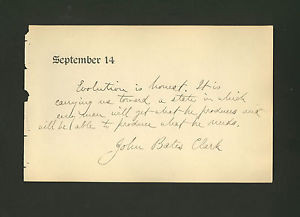 September 14
Evolution is honest. It is
carrying us toward a state in which
any man will get what he produces and
will be able to produce what he needs.
John Bates Clark